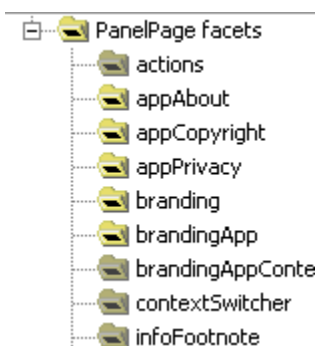 PanelPage facets
actions
appAbout
appCopyright
appPrivacy
branding
brandingApp
brandingAppConte
contextSwitcher
infoFootnote